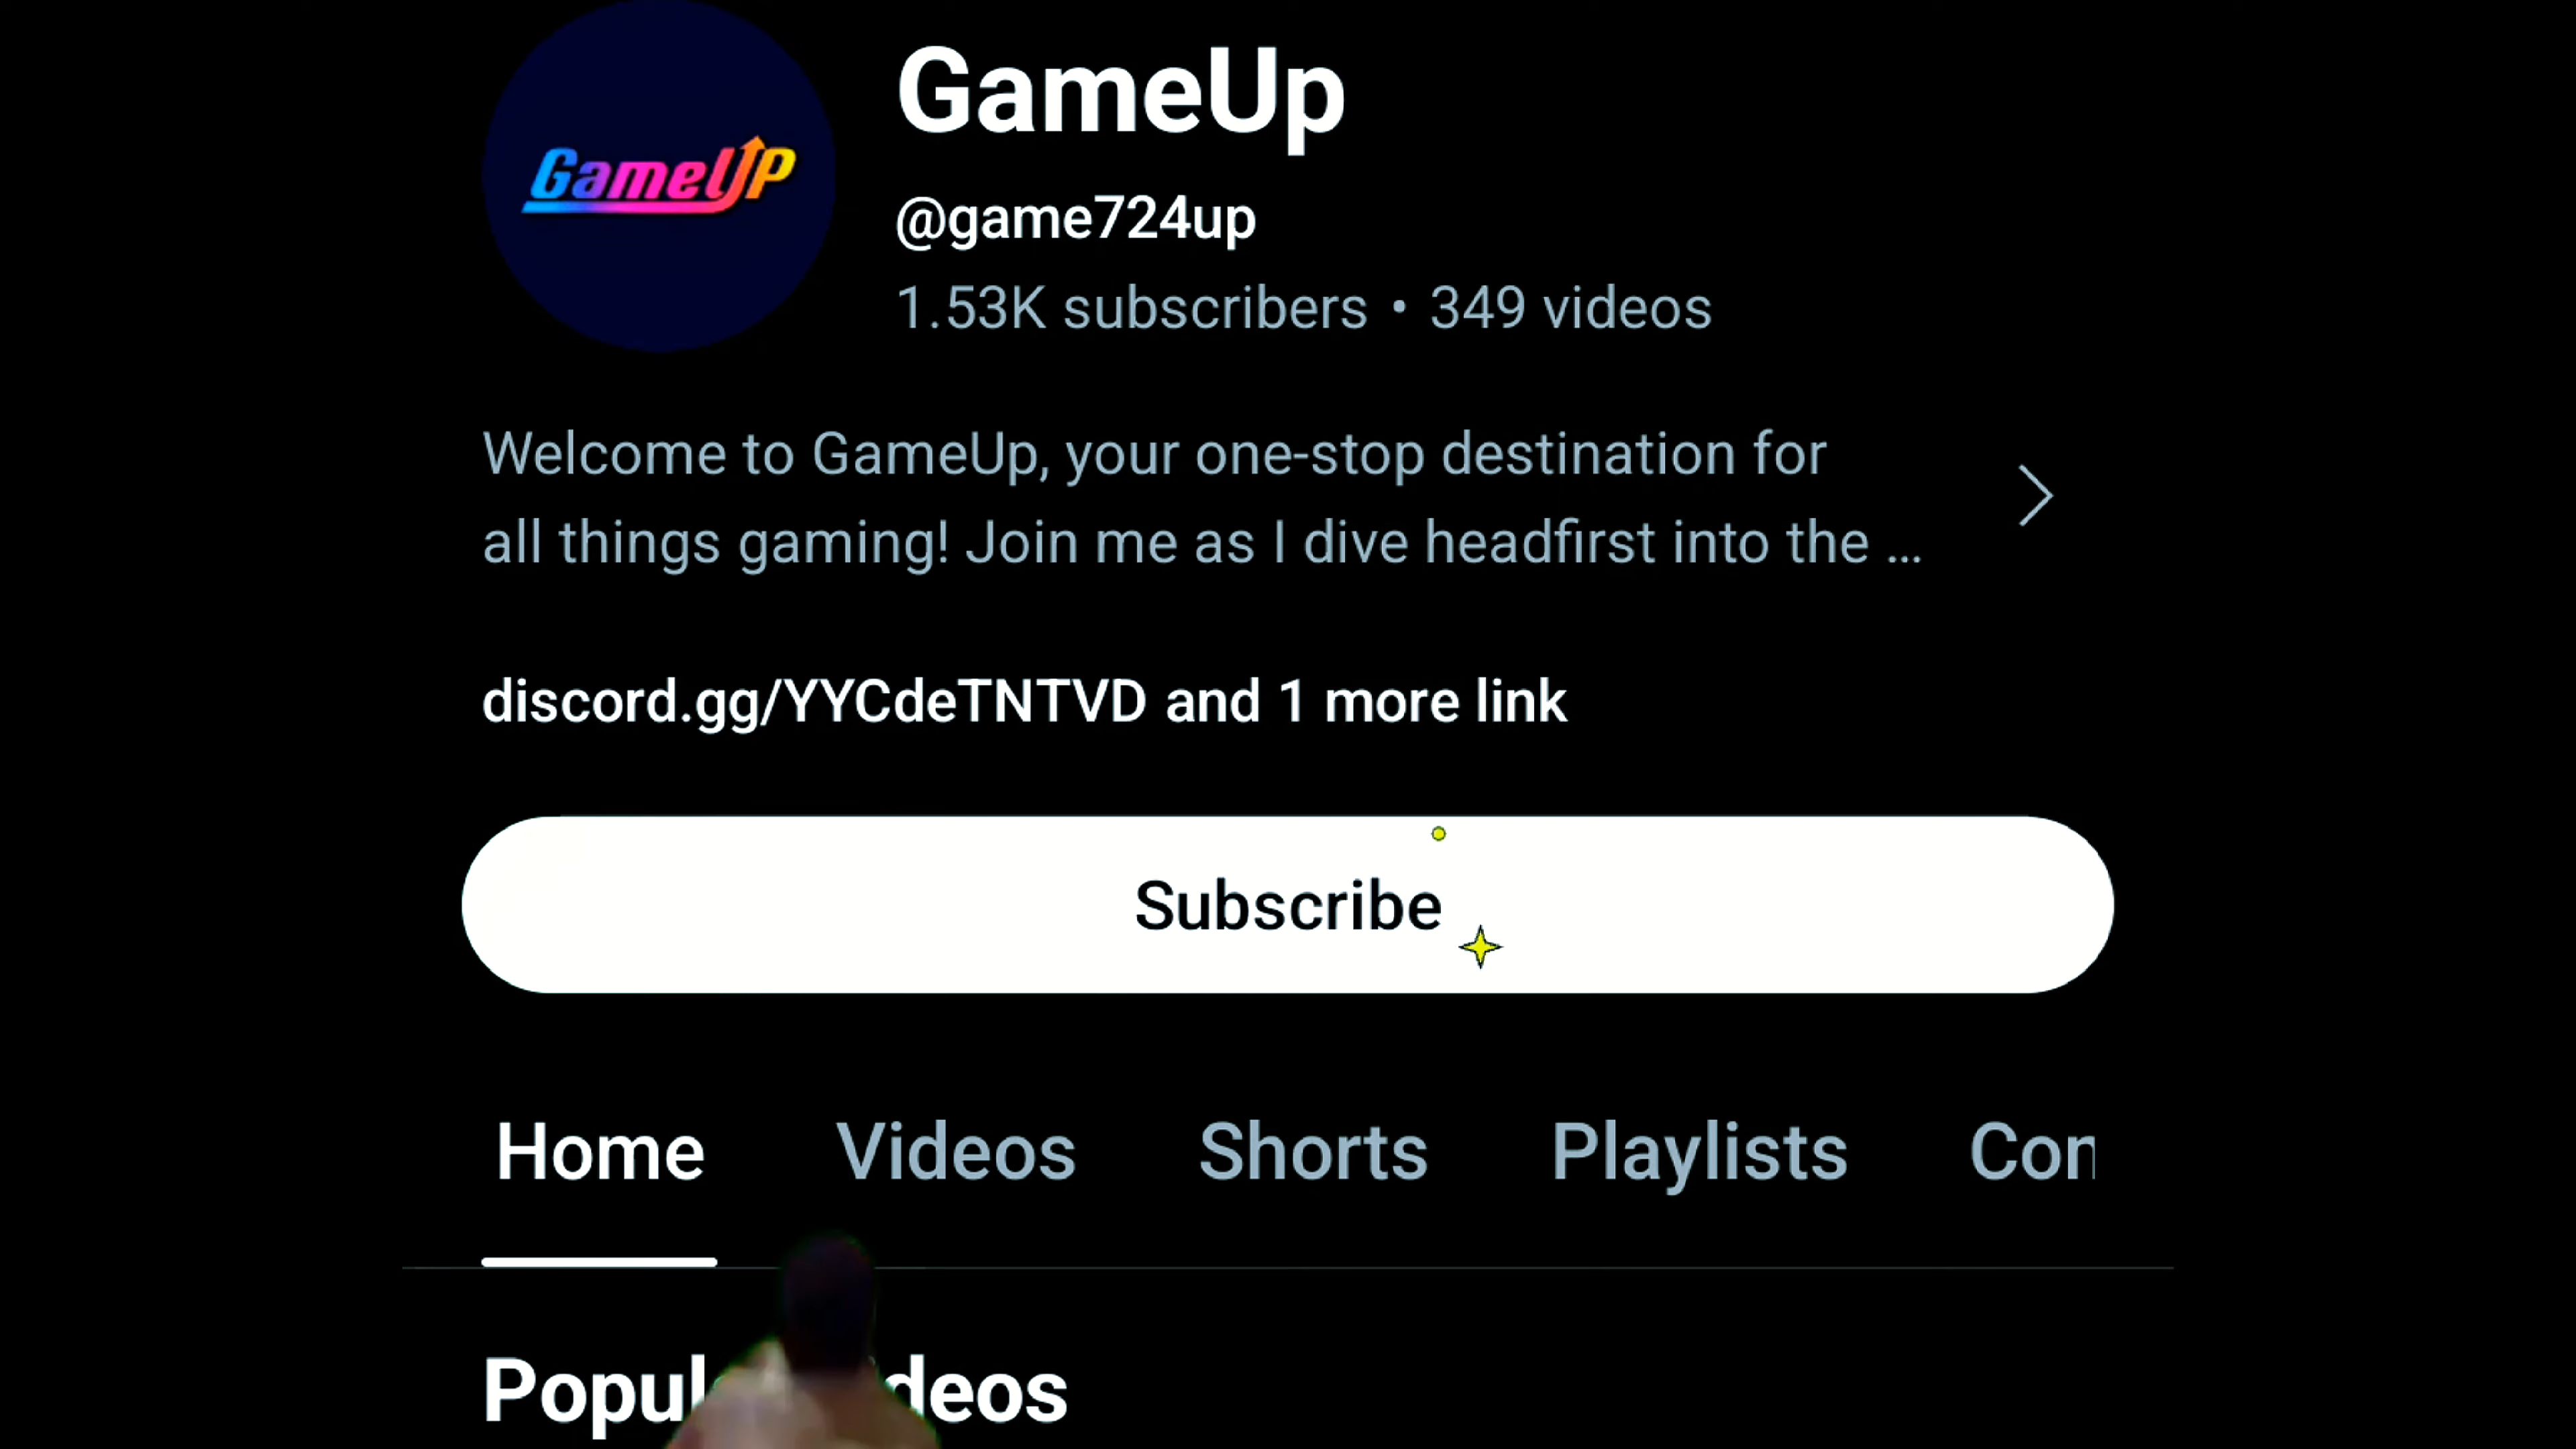 GameUp
GameUp
@game724up
1.53K subscribers • 349 videos
Welcome to GameUp, your one-stop destination for
all things gaming! Join me as I dive headfirst into the ...
discord.gg/YYCdeTNTVD and 1 more link
Subscribe
Home Videos Shorts Playlists